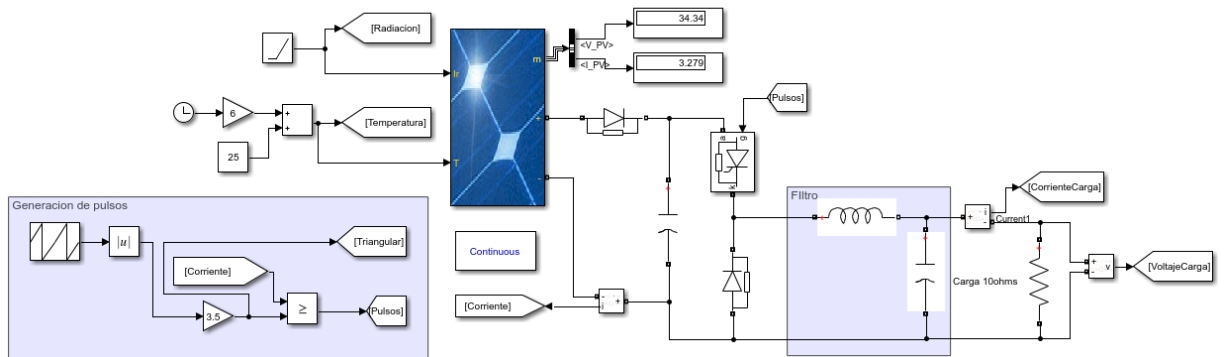 [Radiacion]
34.34
<V_PV>
m
<I_PV>
3.279
Ir
6
+
+
[Temperatura]
25
T
+
-
[Pulsos]
a
g
k
Generacion de pulsos
|u|
[Triangular]
[Corriente]
3.5
≥
[Pulsos]
Continuous
[Corriente]
-
i
+
FIltro
+
+
+
+
i
-
Current1
[CorrienteCarga]
+
Carga 10ohms
+
-
v
[VoltajeCarga]